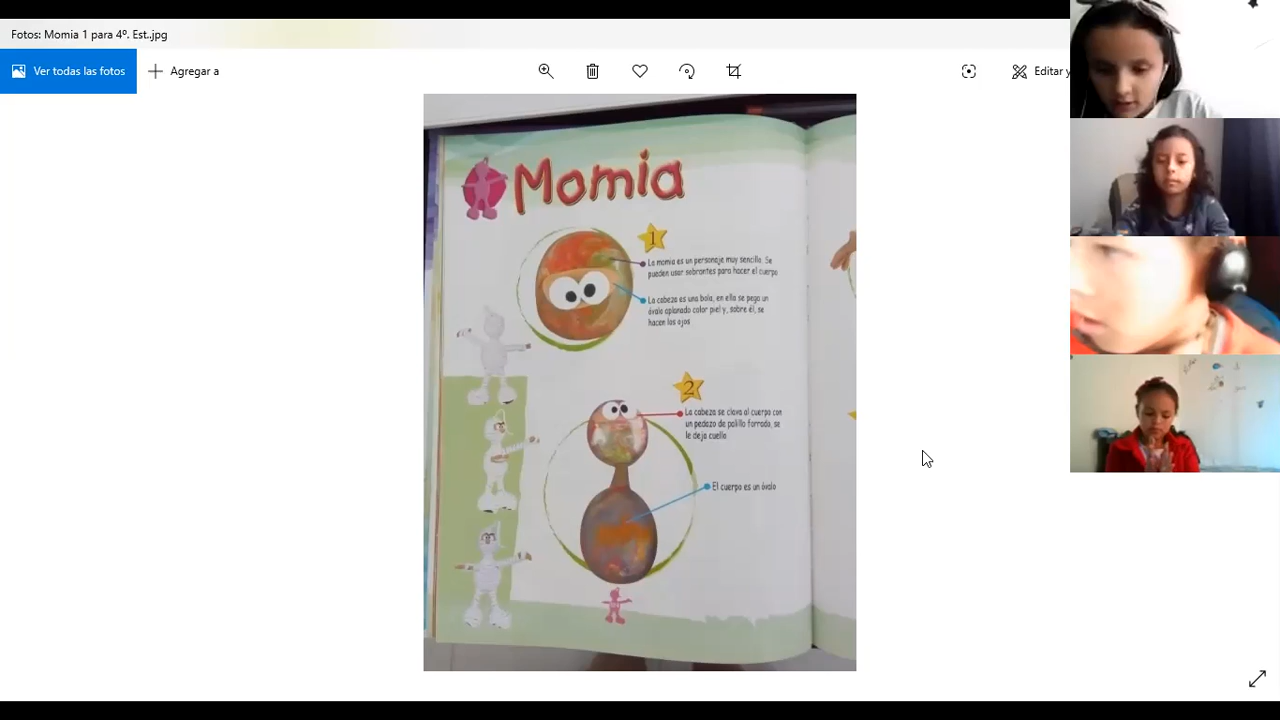 Fotos: Momia 1 para 4º. Est..jpg
Ver todas las fotos
Agregar a
Editar y
Momia
1
La momia es un personaje muy sencillo. Se
pueden usar sobrantes para hacer el cuerpo
La cabeza es una bola, en ella se pega un
óvalo aplanado color piel y, sobre él, se
hacen los ojos
2
La cabeza se clava al cuerpo con
un pedazo de palillo forrado, se
le deja cuello
El cuerpo es un óvalo